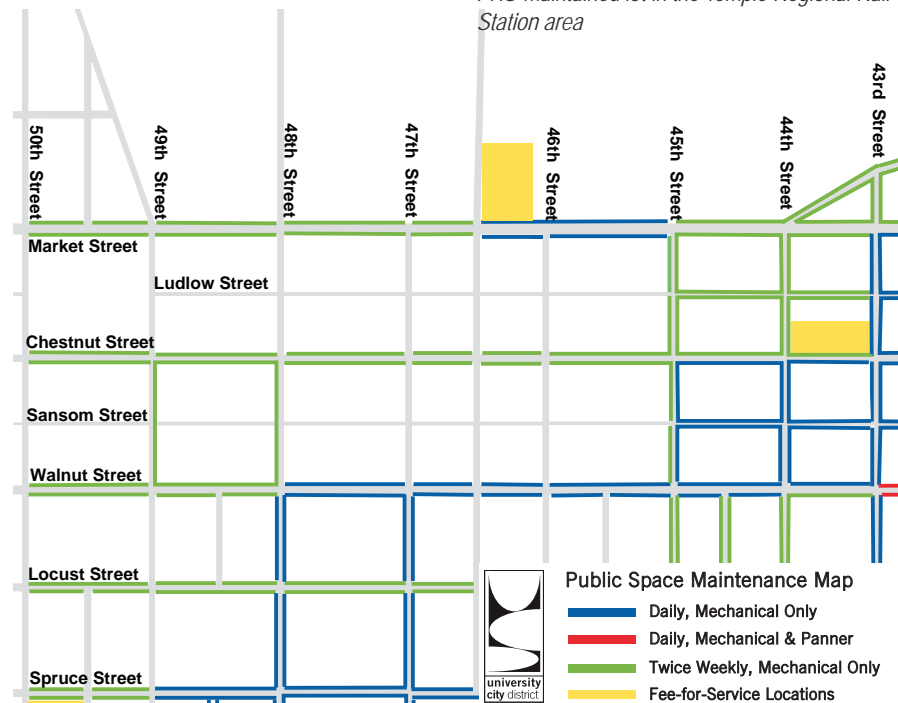 Station area
50th Street
49th Street
48th Street
47th Street
46th Street
45th Street
44th Street
43rd Street
Market Street
Ludlow Street
Chestnut Street
Sansom Street
Walnut Street
Locust Street
Spruce Street
university
city district
Public Space Maintenance Map
Daily, Mechanical Only
Daily, Mechanical & Panner
Twice Weekly, Mechanical Only
Fee-for-Service Locations